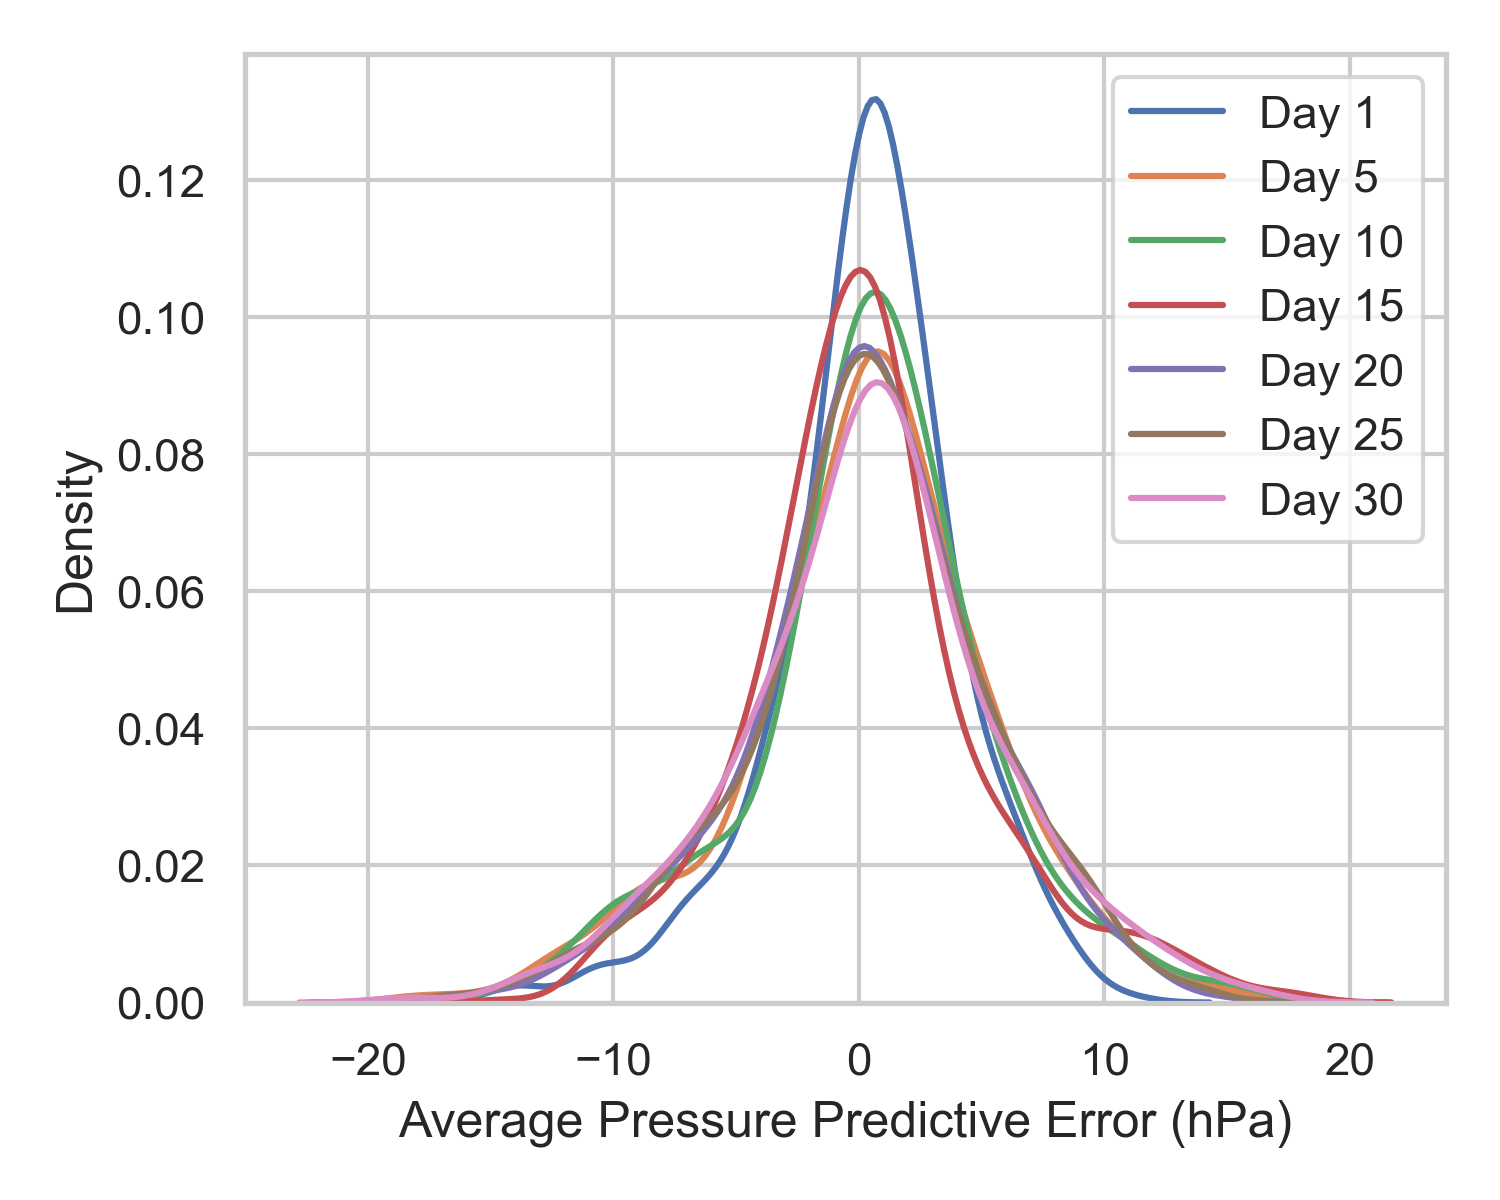 Day 1
Day 5
Day 10
Day 15
Day 20
Day 25
Day 30
0.12
0.10
0.08
0.06
0.04
0.02
0.00
Density
−20 −10 0 10 20
Average Pressure Predictive Error (hPa)